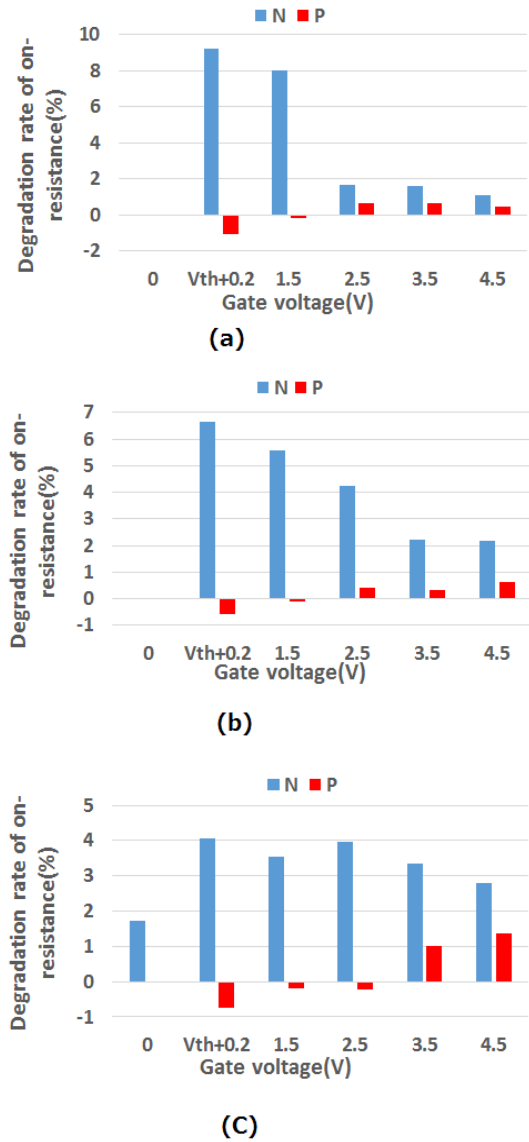 N P
Degradation rate of on-
resistance(%)
10
8
6
4
2
0
-2
0 Vth+0.2 1.5 2.5 3.5 4.5
Gate voltage(V)
(a)
N P
Degradation rate of on-
resistance(%)
7
6
5
4
3
2
1
0
-1
0 Vth+0.2 1.5 2.5 3.5 4.5
Gate voltage(V)
(b)
N P
Degradation rate of on-
resistance(%)
5
4
3
2
1
0
-1
0 Vth+0.2 1.5 2.5 3.5 4.5
Gate voltage(V)
(C)